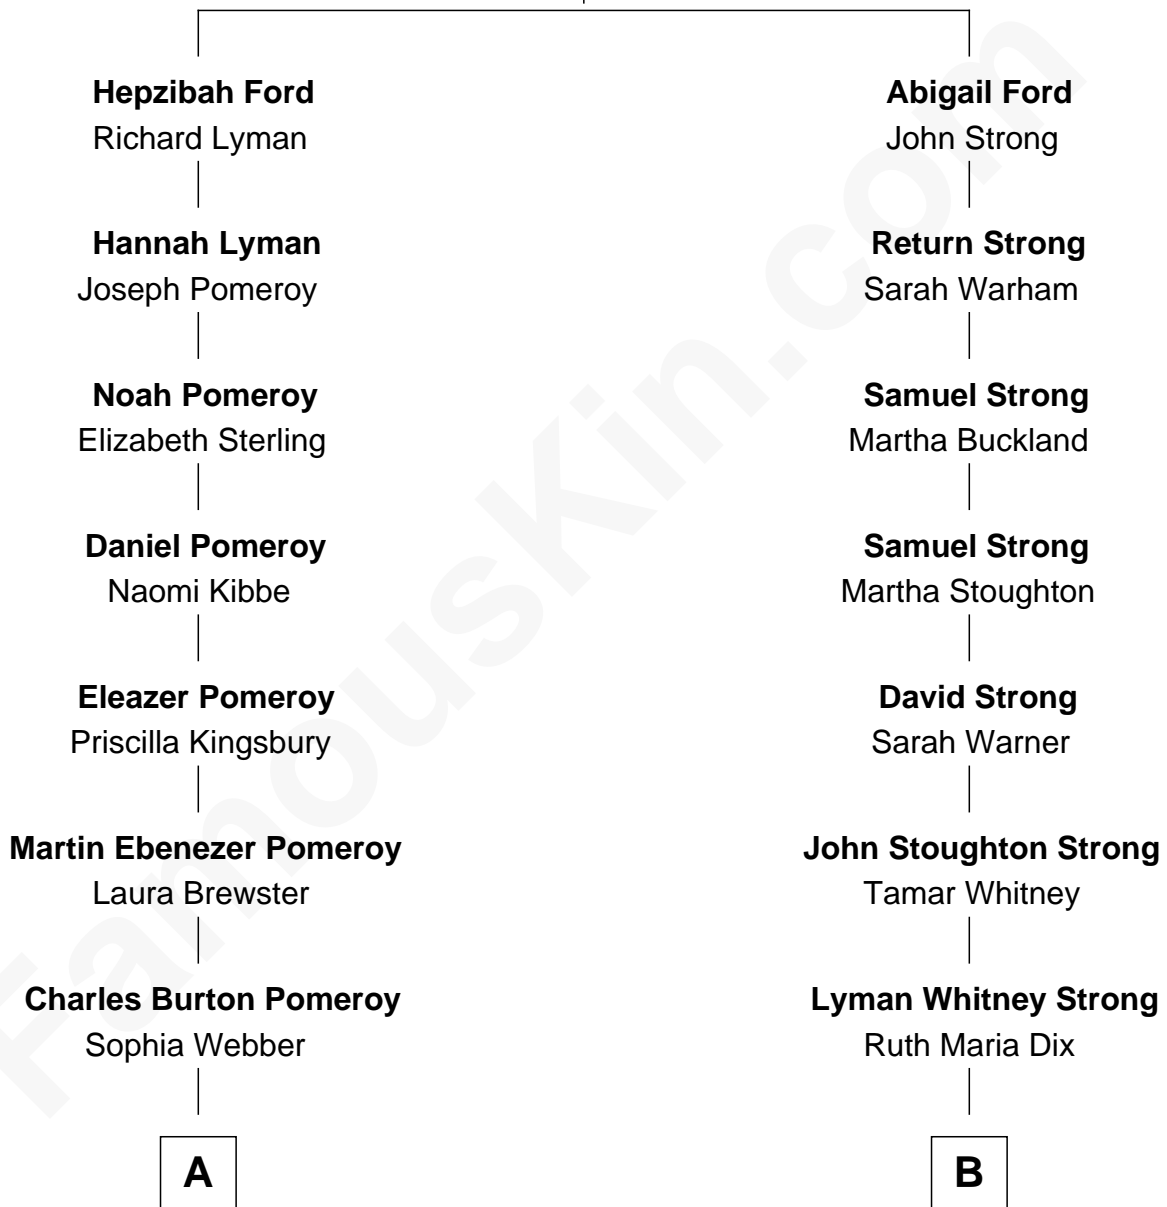 Hepzibah Ford
Richard Lyman
Hannah Lyman
Joseph Pomeroy
Noah Pomeroy
Elizabeth Sterling
Daniel Pomeroy
Naomi Kibbe
Eleazer Pomeroy
Priscilla Kingsbury
Martin Ebenezer Pomeroy
Laura Brewster
Charles Burton Pomeroy
Sophia Webber
A
Abigail Ford
John Strong
Return Strong
Sarah Warham
Samuel Strong
Martha Buckland
Samuel Strong
Martha Stoughton
David Strong
Sarah Warner
John Stoughton Strong
Tamar Whitney
Lyman Whitney Strong
Ruth Maria Dix
B
FamousKin.com